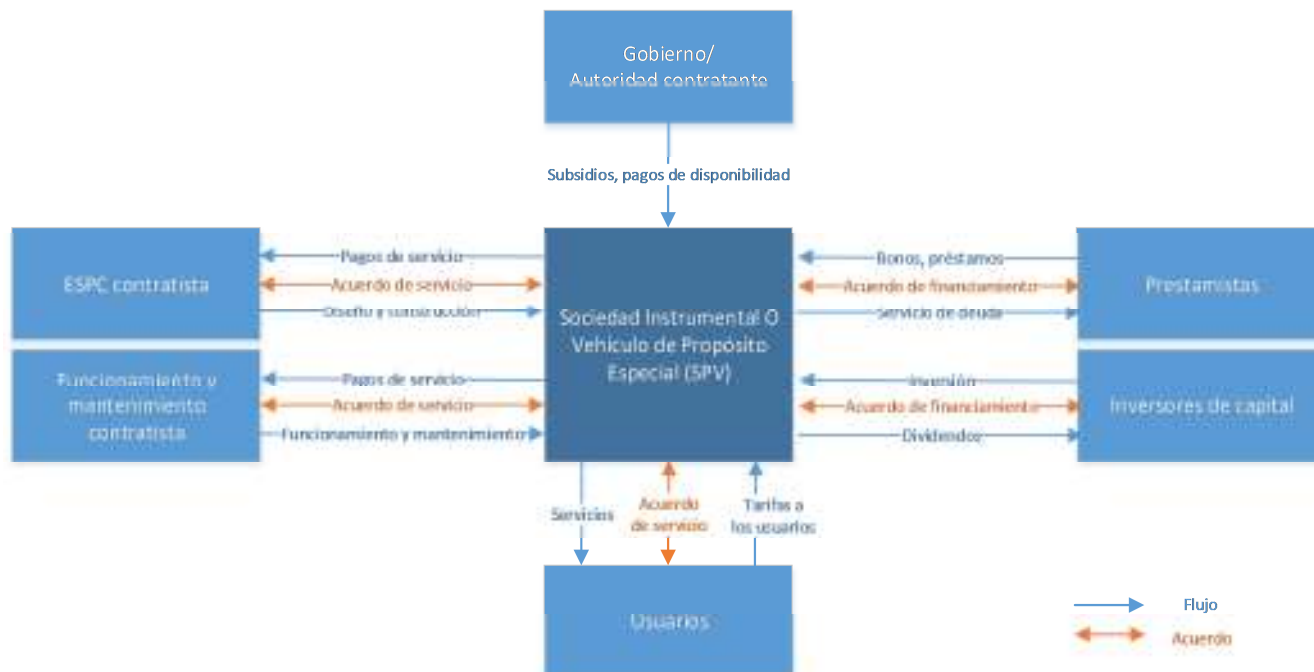 Gobierno/
Autoridad contratante
Subsidios, pagos de disponibilidad
ESPC contratista
Pagos de servicio
Acuerdo de servicio
Diseño y construcción
Funcionamiento y
mantenimiento
contratista
Pagos de servicio
Acuerdo de servicio
Funcionamiento y mantenimiento
Sociedad Instrumental O
Vehículo de Propósito
Especial (SPV)
Bonos, préstamos
Acuerdo de financiamiento
Servicio de deuda
Prestamistas
Inversión
Acuerdo de financiamiento
Dividendos
Inversores de capital
Servicios
Acuerdo
de servicio
Tarifas a
los usuarios
Usuarios
Flujo
Acuerdo